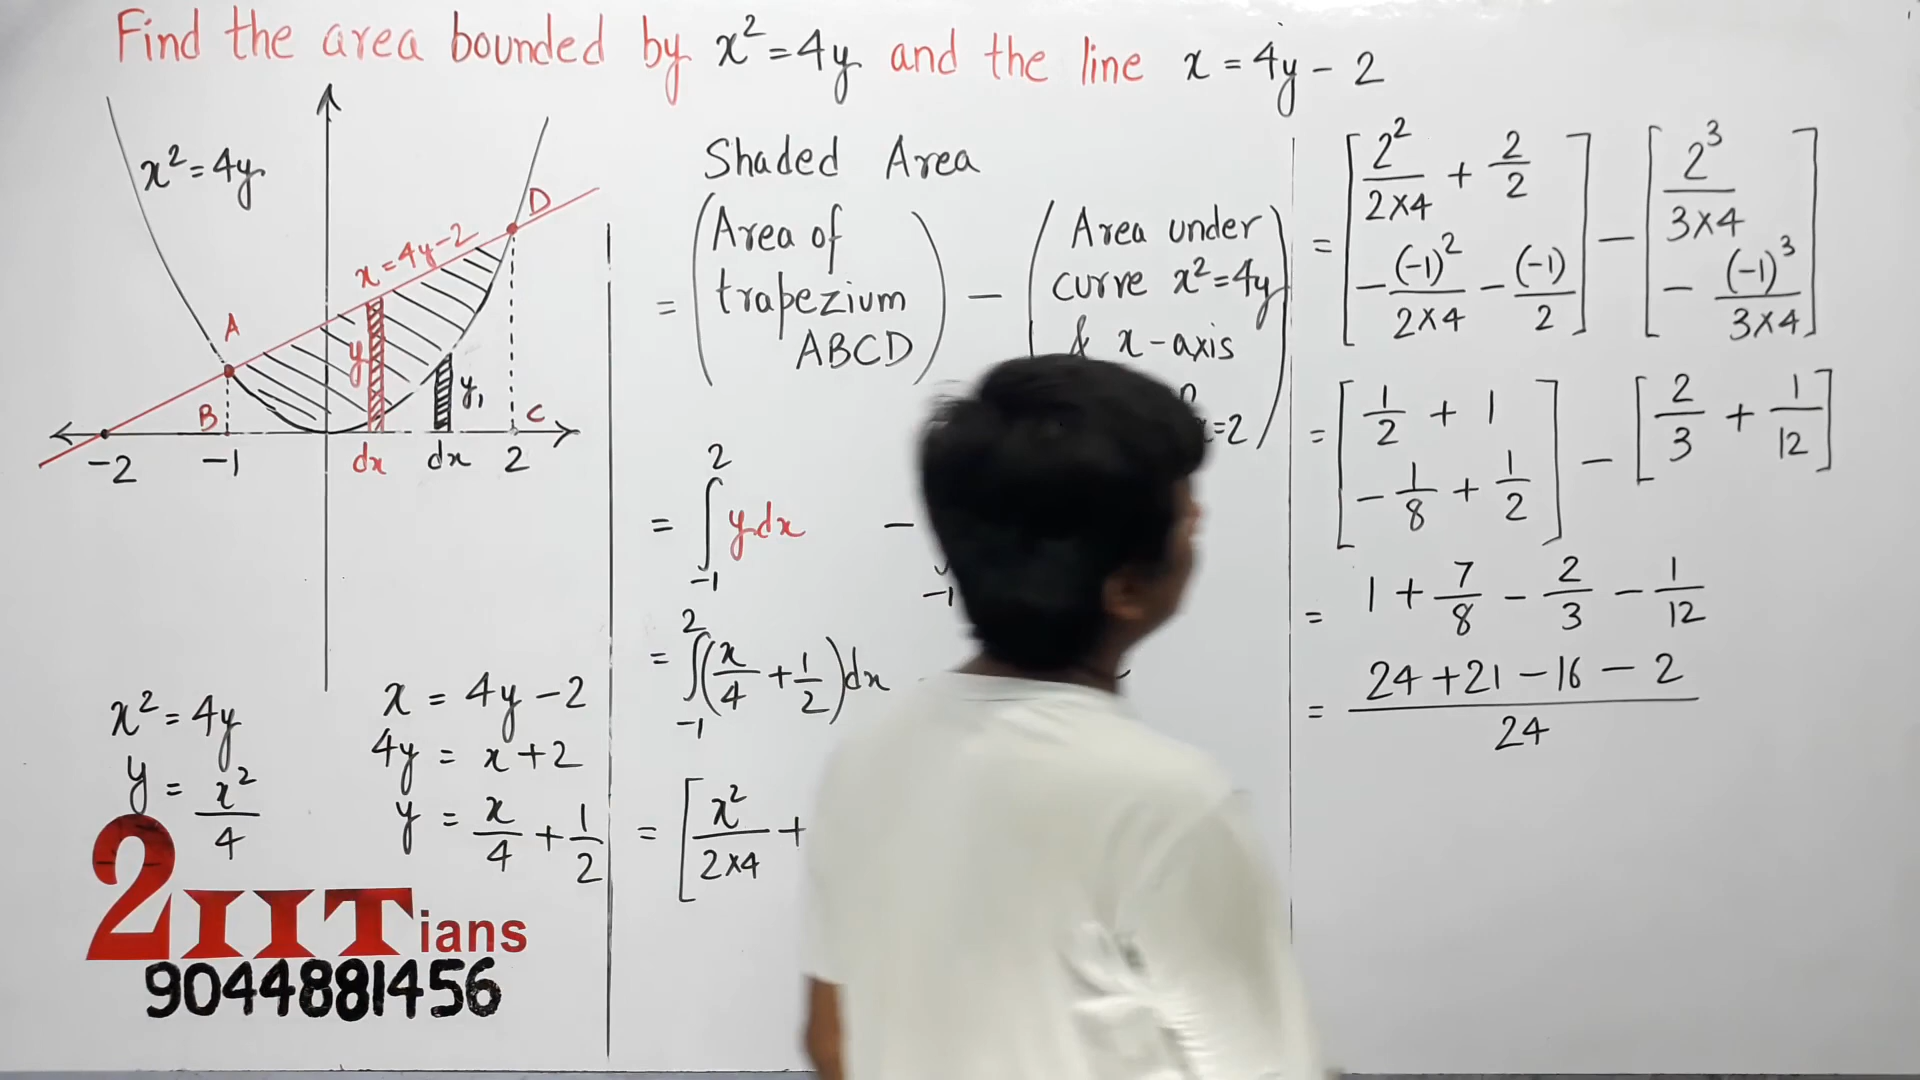 Find the area bounded by x² = 4y and the line x = 4y - 2
x² = 4y
x = 4y - 2
A
B
C
D
y
y₁
-2
-1
dx
dx
2
x² = 4y
y = x²/4
x = 4y - 2
4y = x + 2
y = x/4 + 1/2
2IITians
9044881456
Shaded Area
= (Area of trapezium ABCD) - (Area under curve x² = 4y & x-axis
=2)
= ∫₋₁² y dx -
-1
= ∫₋₁² (x/4 + 1/2) dx
= [x²/2×4 +
= [2²/2×4 + 2/2 - (-1)²/2×4 - (-1)/2] - [2³/3×4 - (-1)³/3×4]
= [1/2 + 1 - 1/8 + 1/2] - [2/3 + 1/12]
= 1 + 7/8 - 2/3 - 1/12
= 24 + 21 - 16 - 2 / 24